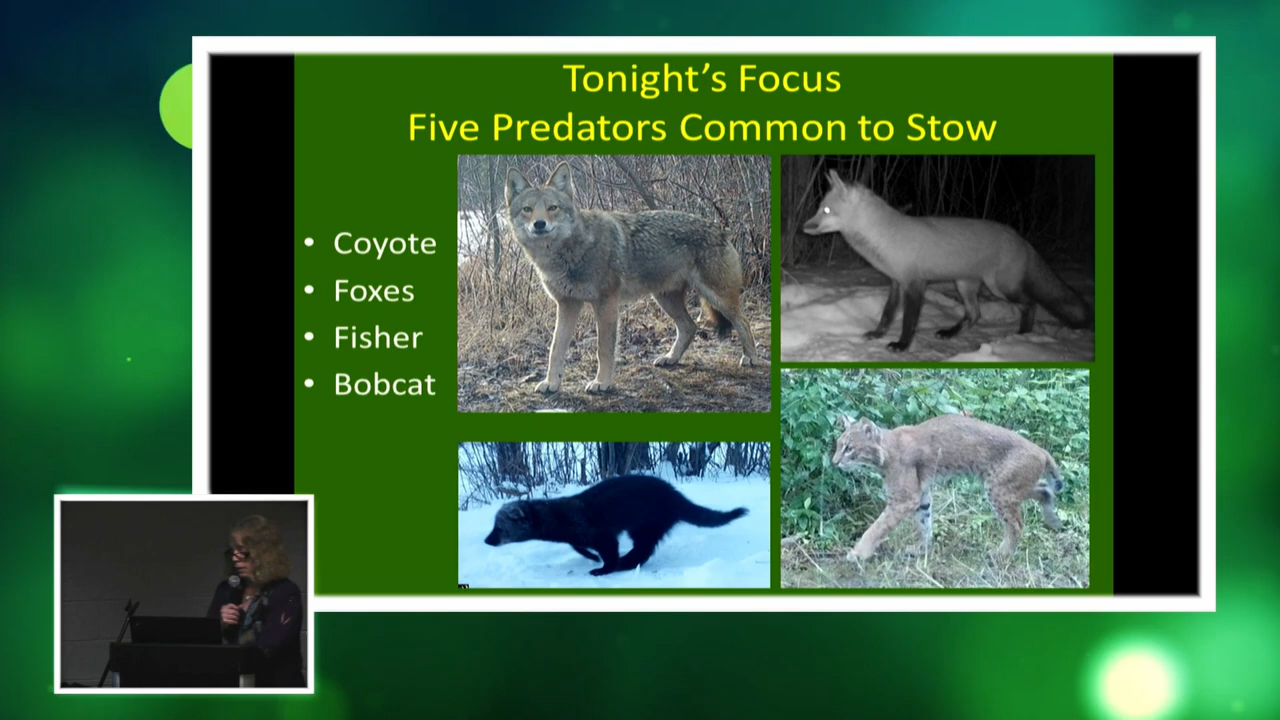 Tonight's Focus
Five Predators Common to Stow
• Coyote
• Foxes
• Fisher
• Bobcat